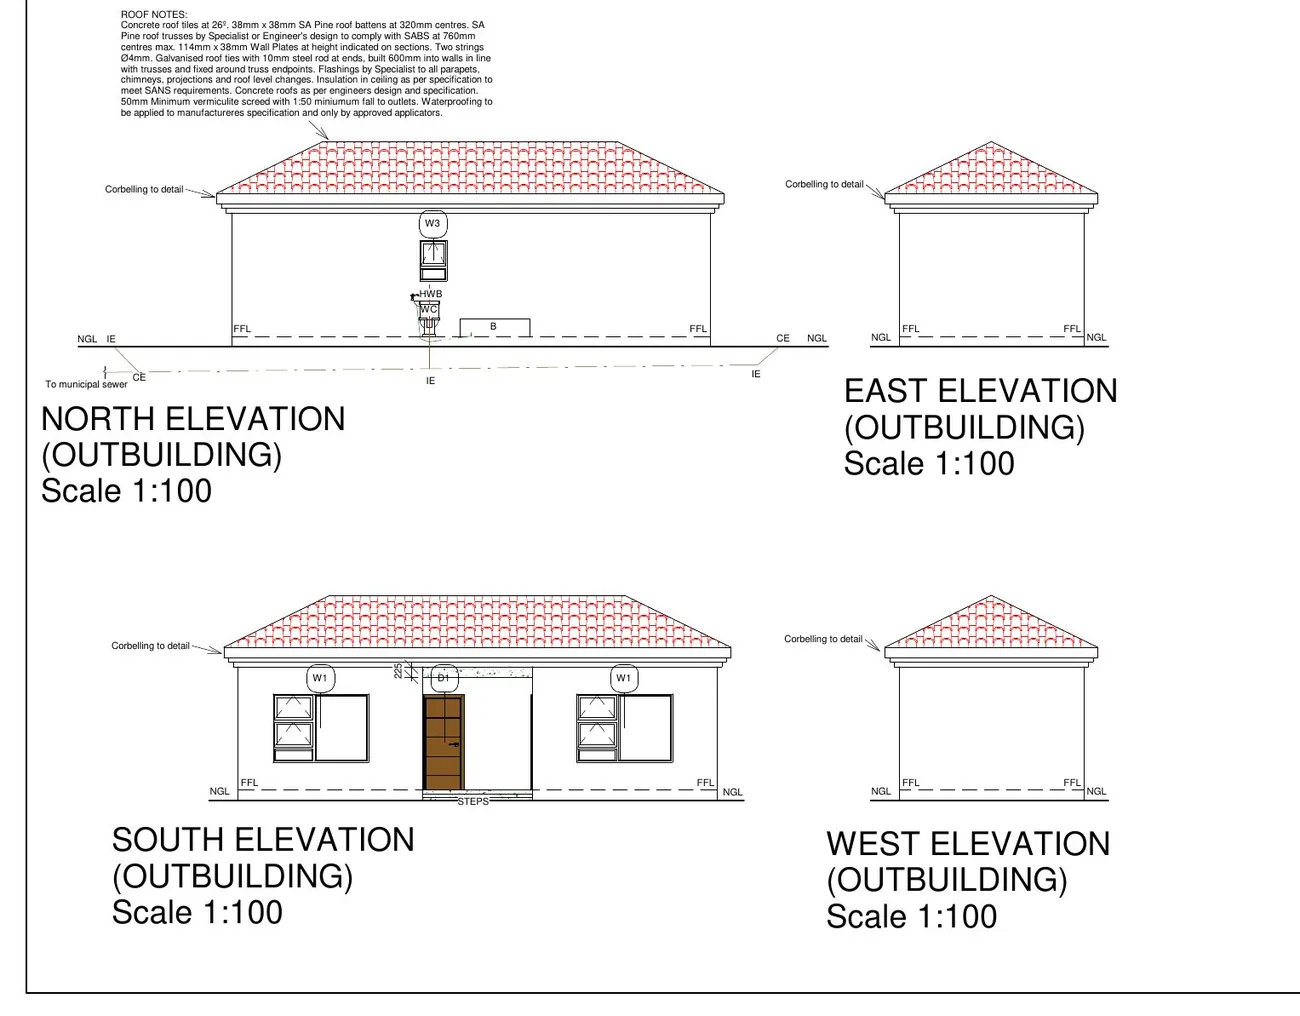 ROOF NOTES:
Concrete roof tiles at 26º. 38mm x 38mm SA Pine roof battens at 320mm centres. SA
Pine roof trusses by Specialist or Engineer's design to comply with SABS at 760mm
centres max. 114mm x 38mm Wall Plates at height indicated on sections. Two strings
Ø4mm. Galvanised roof ties with 10mm steel rod at ends, built 600mm into walls in line
with trusses and fixed around truss endpoints. Flashings by Specialist to all parapets,
chimneys, projections and roof level changes. Insulation in ceiling as per specification to
meet SANS requirements. Concrete roofs as per engineers design and specification.
50mm Minimum vermiculite screed with 1:50 miniumum fall to outlets. Waterproofing to
be applied to manufactureres specification and only by approved applicators.
Corbelling to detail
Corbelling to detail
W3
HWB
WC
B
FFL
FFL
FFL
FFL
NGL
IE
CE
NGL
NGL
NGL
To municipal sewer
CE
IE
IE
NORTH ELEVATION
(OUTBUILDING)
Scale 1:100
EAST ELEVATION
(OUTBUILDING)
Scale 1:100
Corbelling to detail
Corbelling to detail
225
W1
D1
W1
FFL
FFL
FFL
FFL
NGL
NGL
NGL
NGL
STEPS
SOUTH ELEVATION
(OUTBUILDING)
Scale 1:100
WEST ELEVATION
(OUTBUILDING)
Scale 1:100